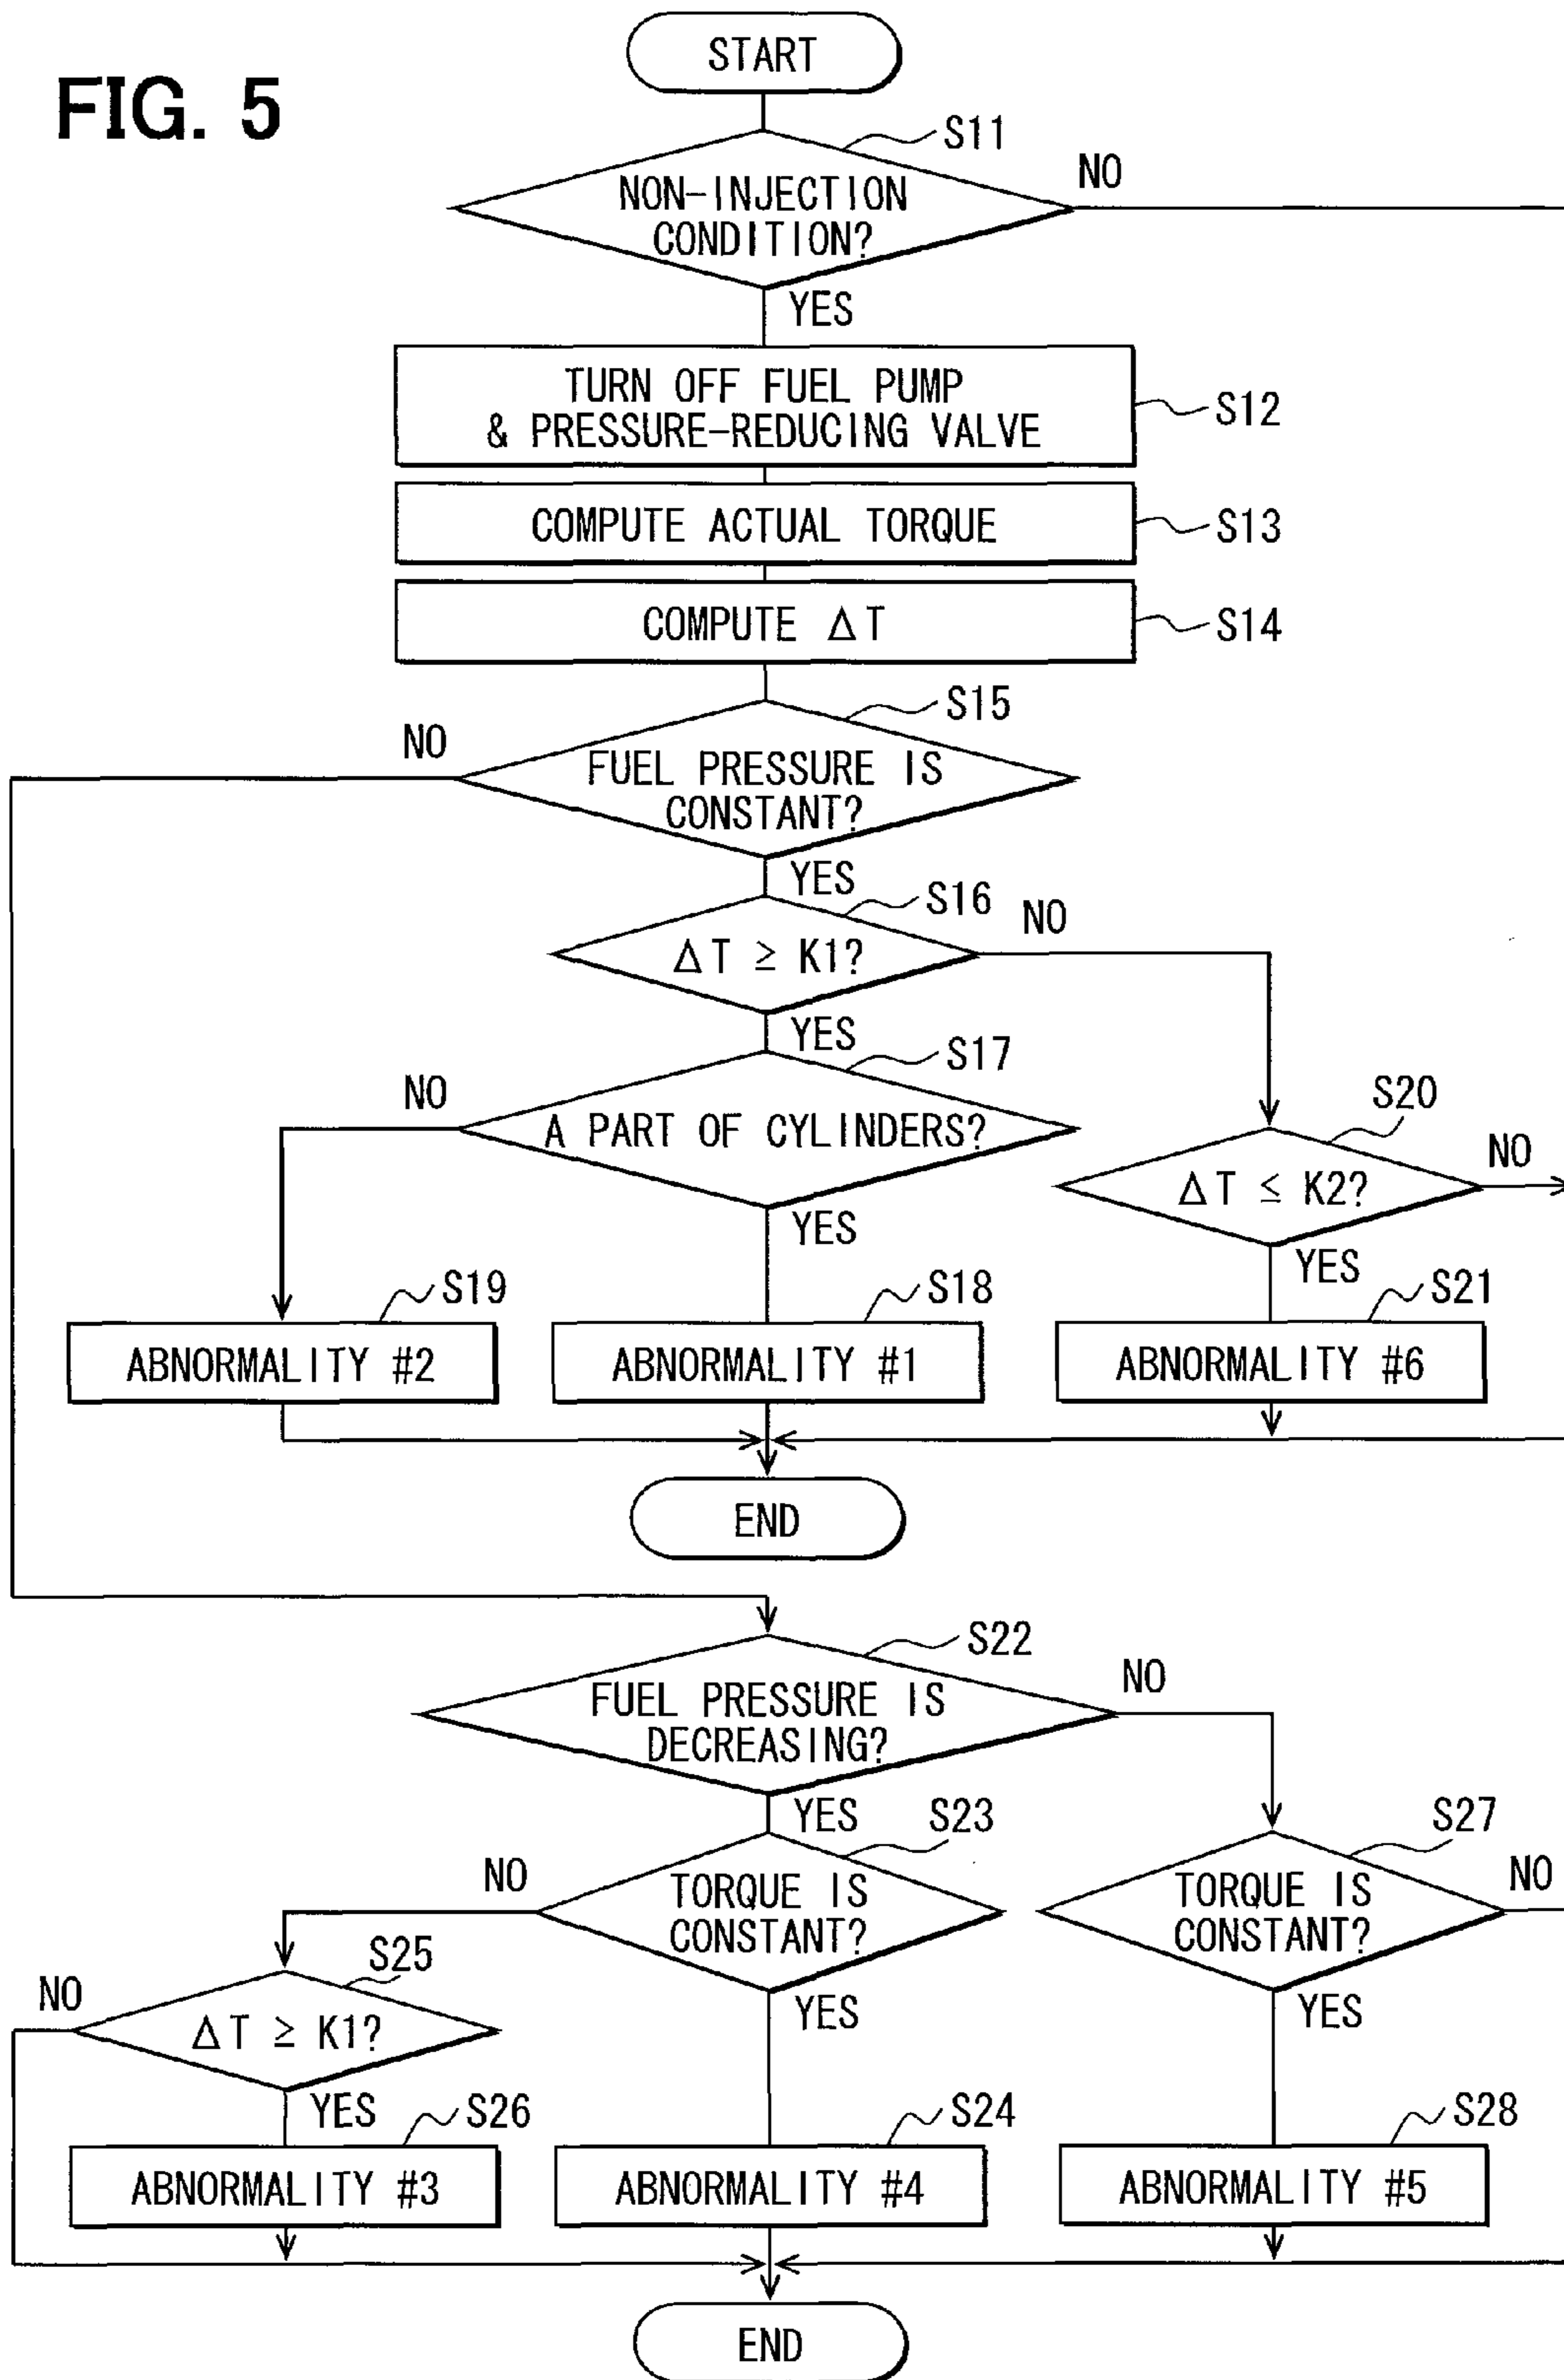 FIG. 5
START
S11
NON-INJECTION
CONDITION?
NO
YES
TURN OFF FUEL PUMP
& PRESSURE-REDUCING VALVE
S12
COMPUTE ACTUAL TORQUE
S13
COMPUTE ΔT
S14
S15
NO
FUEL PRESSURE IS
CONSTANT?
YES
S16
NO
ΔT ≥ K1?
YES
S17
NO
A PART OF CYLINDERS?
YES
S20
NO
ΔT ≤ K2?
YES
S19
ABNORMALITY #2
S18
ABNORMALITY #1
S21
ABNORMALITY #6
END
S22
NO
FUEL PRESSURE IS
DECREASING?
YES
S23
NO
TORQUE IS
CONSTANT?
YES
S27
NO
TORQUE IS
CONSTANT?
YES
S25
NO
ΔT ≥ K1?
YES
S26
ABNORMALITY #3
S24
ABNORMALITY #4
S28
ABNORMALITY #5
END